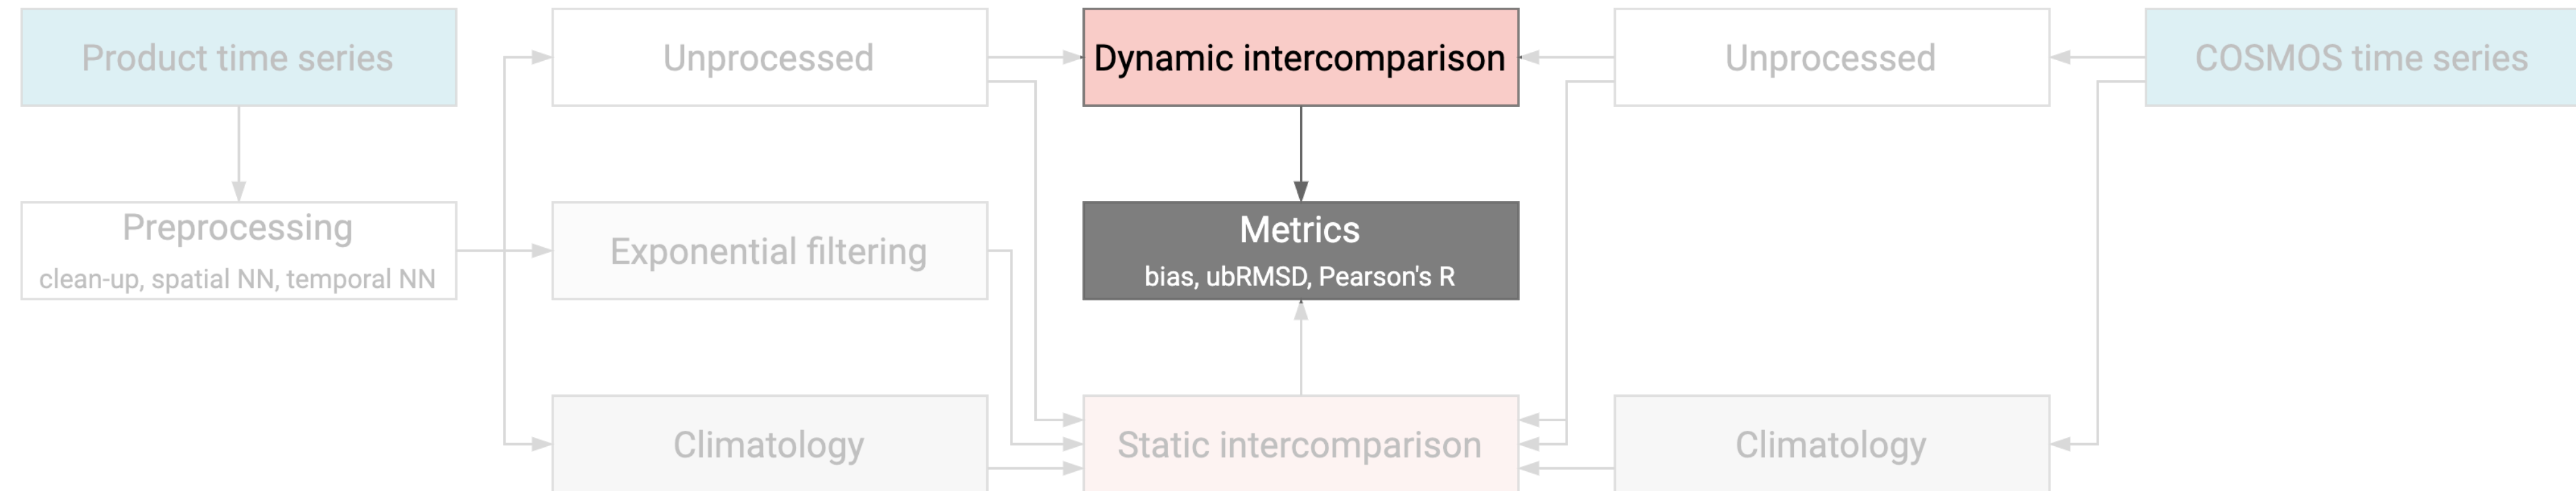 Product time series
Unprocessed
Dynamic intercomparison
Unprocessed
COSMOS time series
Preprocessing
clean-up, spatial NN, temporal NN
Exponential filtering
Metrics
bias, ubRMSD, Pearson's R
Climatology
Static intercomparison
Climatology